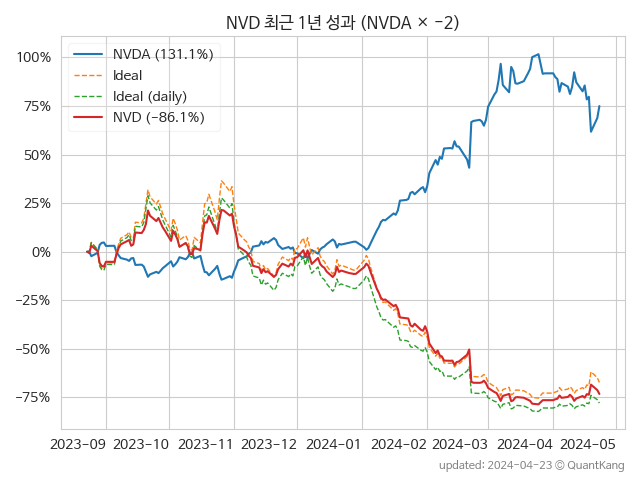 NVD 최근 1년 성과 (NVDA × −2)
NVDA (131.1%)
Ideal
Ideal (daily)
NVD (−86.1%)
100%
75%
50%
25%
0%
−25%
−50%
−75%
2023-09 2023-10 2023-11 2023-12 2024-01 2024-02 2024-03 2024-04 2024-05
updated: 2024-04-23 © QuantKang